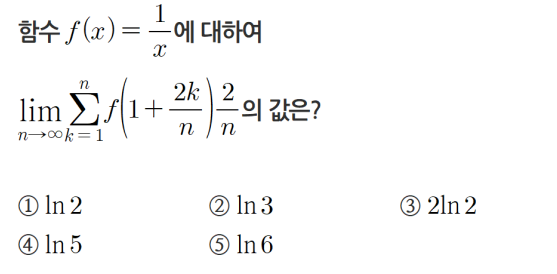 함수 f(x) = 1/x 에 대하여
lim_{n→∞} ∑_{k=1}^{n} f(1 + 2k/n) 2/n 의 값은?
① ln 2 ② ln 3 ③ 2ln 2
④ ln 5 ⑤ ln 6